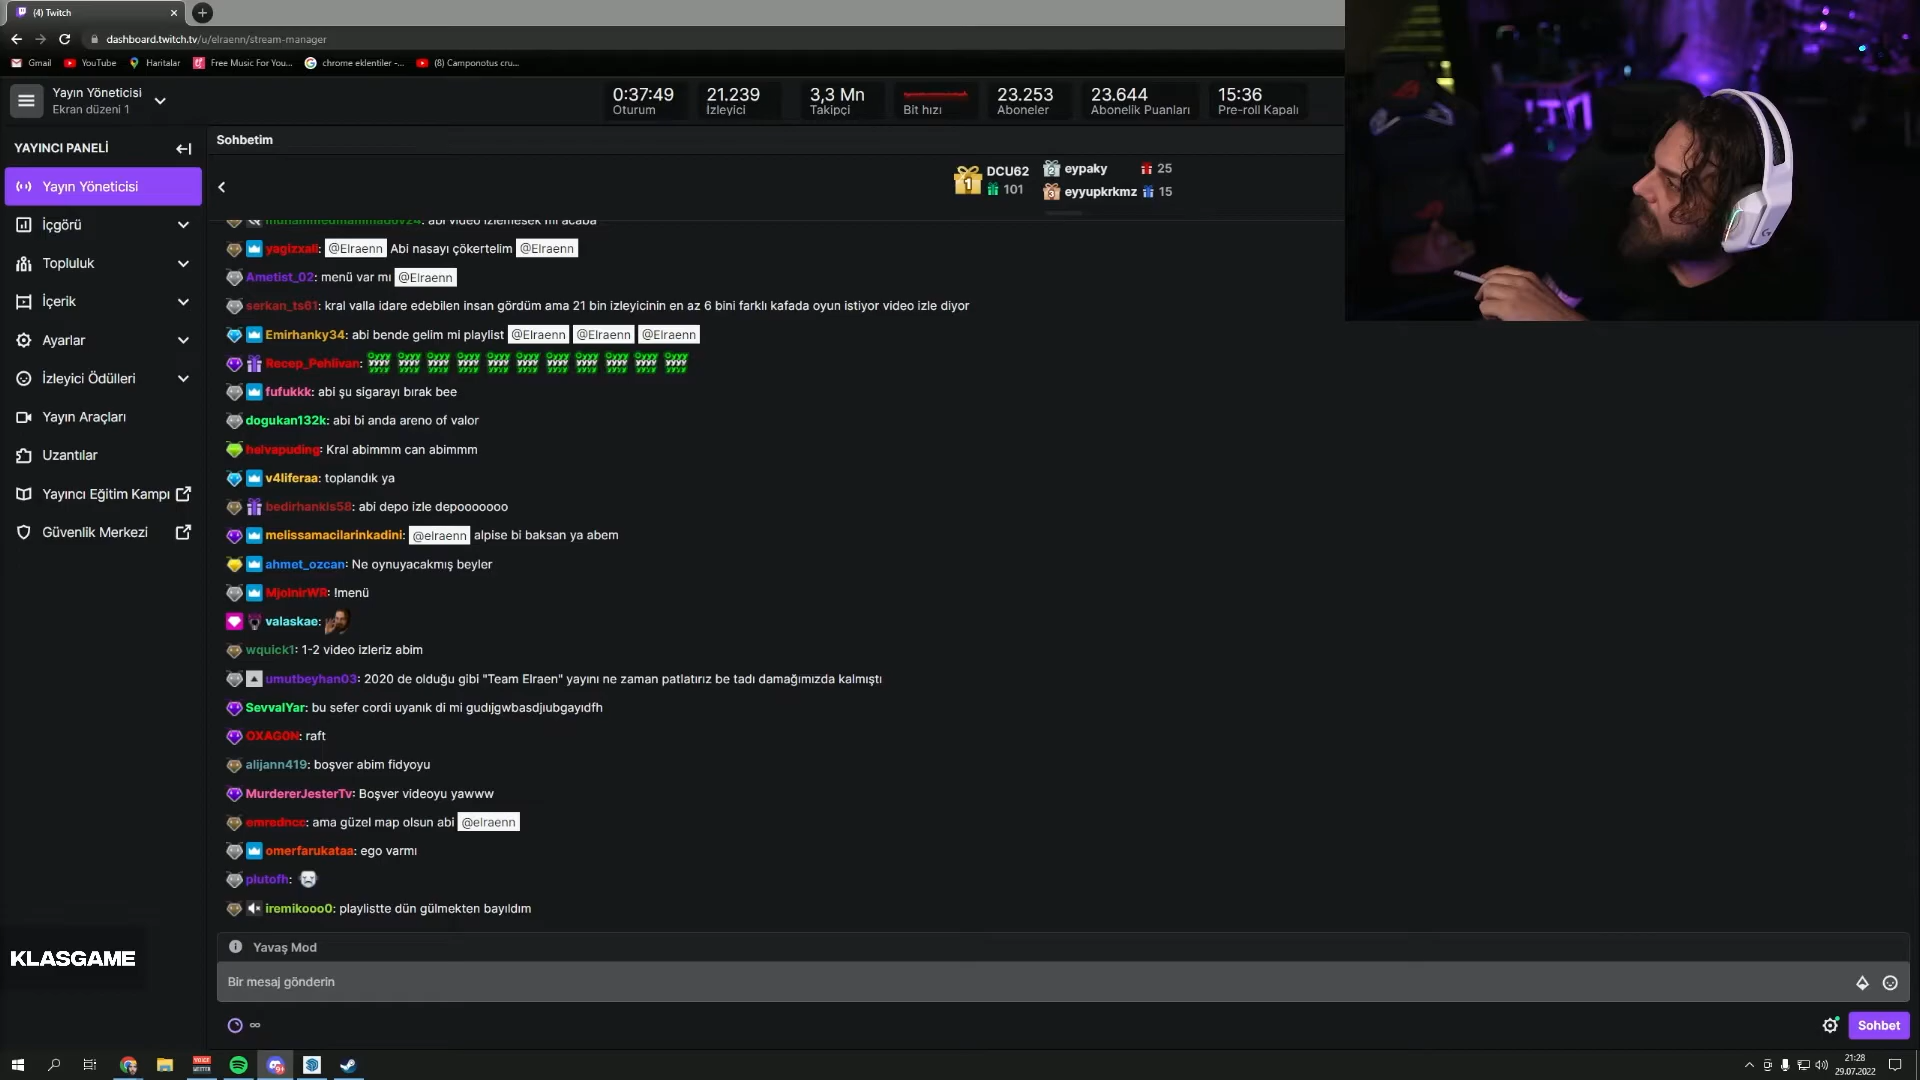 (4) Twitch
dashboard.twitch.tv/u/elraenn/stream-manager
Gmail YouTube Haritalar Free Music For You... chrome eklentiler -... (8) Camponotus cru...
Yayın Yöneticisi
Ekran düzeni 1
0:37:49 21.239 3,3 Mn 23.253 23.644 15:36
Oturum İzleyici Takipçi Bit hızı Aboneler Abonelik Puanları Pre-roll Kapalı
YAYINCI PANELİ
Yayın Yöneticisi
İçgörü
Topluluk
İçerik
Ayarlar
İzleyici Ödülleri
Yayın Araçları
Uzantılar
Yayıncı Eğitim Kampı
Güvenlik Merkezi
KLASGAME
Sohbetim
1 DCU62 101
2 eypaky 25
3 eyyupkrkmz 15
abi video izlemesek mi acaba
yagizxali: @Elraenn Abi nasayı çökertelim @Elraenn
Ametist_02: menü var mı @Elraenn
serkan_ts61: kral valla idare edebilen insan gördüm ama 21 bin izleyicinin en az 6 bini farklı kafada oyun istiyor video izle diyor
Emirhanky34: abi bende gelim mi playlist @Elraenn @Elraenn @Elraenn
Recep_Pehlivan:
fufukkk: abi şu sigarayı bırak bee
dogukan132k: abi bi anda areno of valor
helvapuding: Kral abimmm can abimmm
v4liferaa: toplandık ya
bedirhankls58: abi depo izle depooooooo
melissamacilarinkadini: @elraenn alpise bi baksan ya abem
ahmet_ozcan: Ne oynuyacakmış beyler
MjolnirWR: !menü
valaskae:
wquick1: 1-2 video izleriz abim
umutbeyhan03: 2020 de olduğu gibi "Team Elraen" yayını ne zaman patlatırız be tadı damağımızda kalmıştı
SevvalYar: bu sefer cordi uyanık di mi gudıjgwbasdjıubgayıdfh
OXAG0N: raft
alijann419: boşver abim fidyoyu
MurdererJesterTv: Boşver videoyu yawww
emredncc: ama güzel map olsun abi @elraenn
omerfarukataa: ego varmı
plutofh:
iremikooo0: playlistte dün gülmekten bayıldım
Yavaş Mod
Bir mesaj gönderin
∞
Sohbet
21:28
29.07.2022